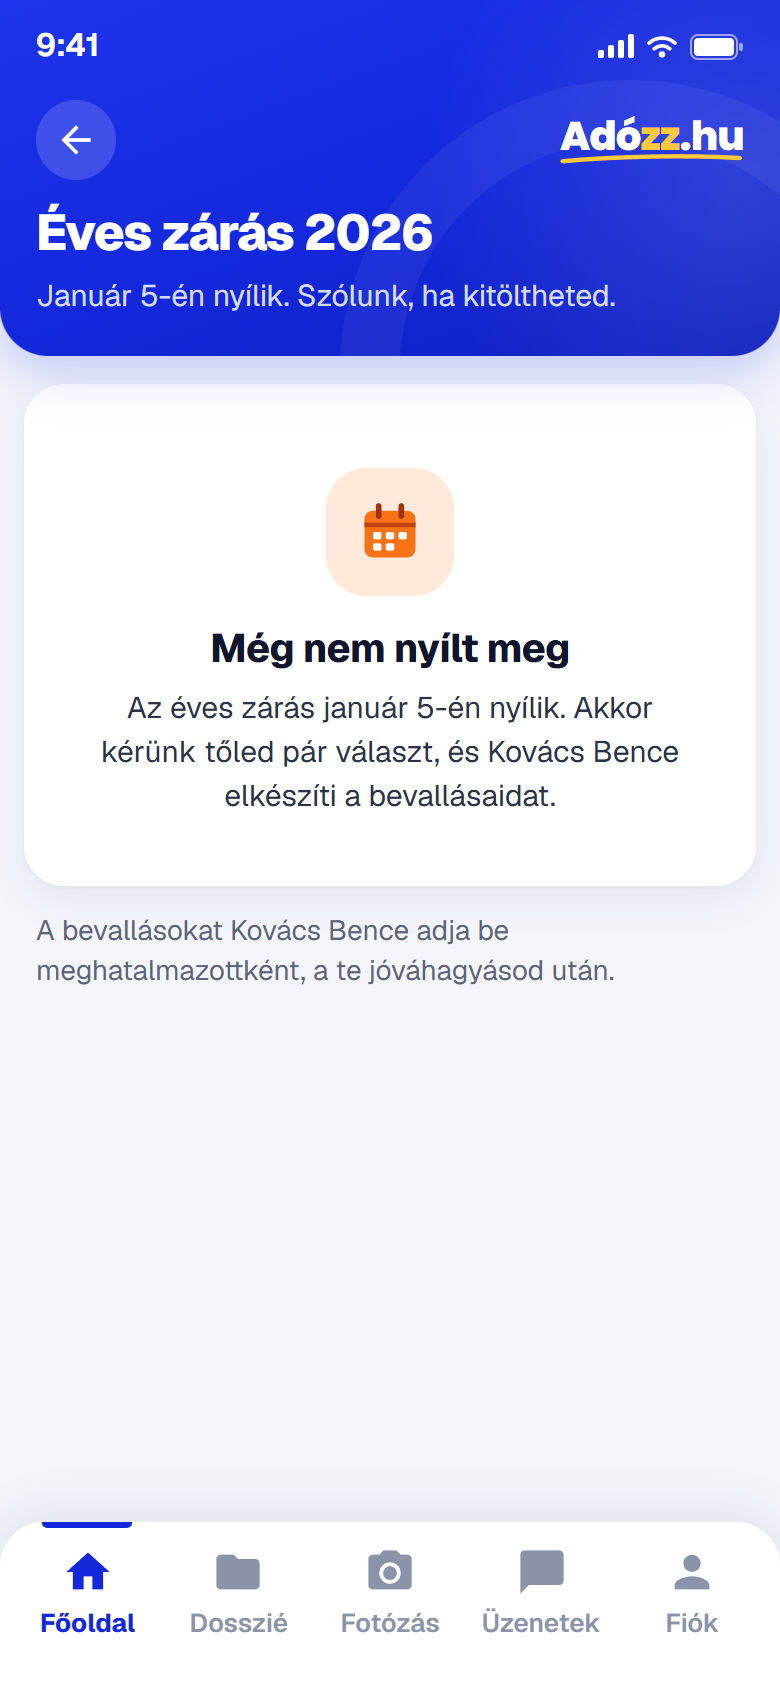 9:41
Adózz.hu
Éves zárás 2026
Január 5-én nyílik. Szólunk, ha kitöltheted.
Még nem nyílt meg
Az éves zárás január 5-én nyílik. Akkor
kérünk tőled pár választ, és Kovács Bence
elkészíti a bevallásaidat.
A bevallásokat Kovács Bence adja be
meghatalmazottként, a te jóváhagyásod után.
Főoldal
Dosszié
Fotózás
Üzenetek
Fiók